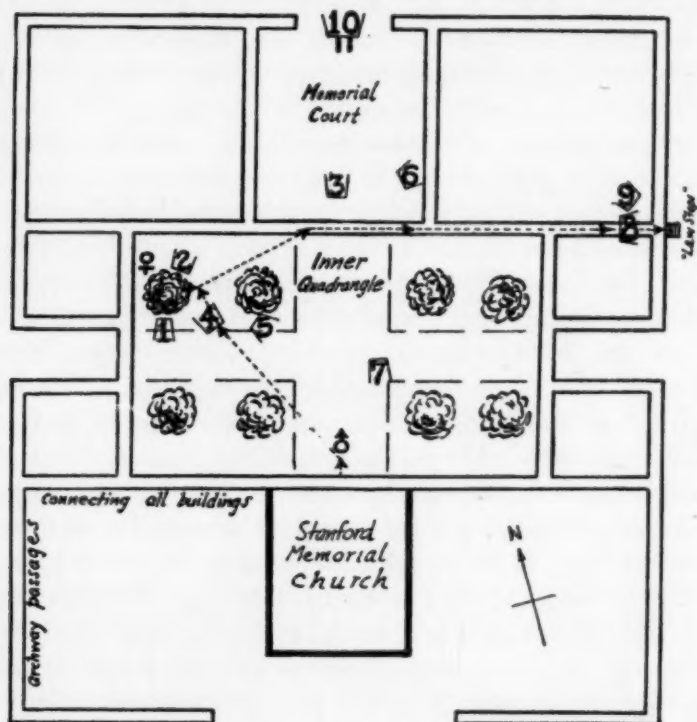 10
Memorial
Court
3
6
9
8
"Law Steps"
♀
2
Inner
Quadrangle
1
4
5
7
♂
Connecting all buildings
Archway passages
Stanford
Memorial
Church
N